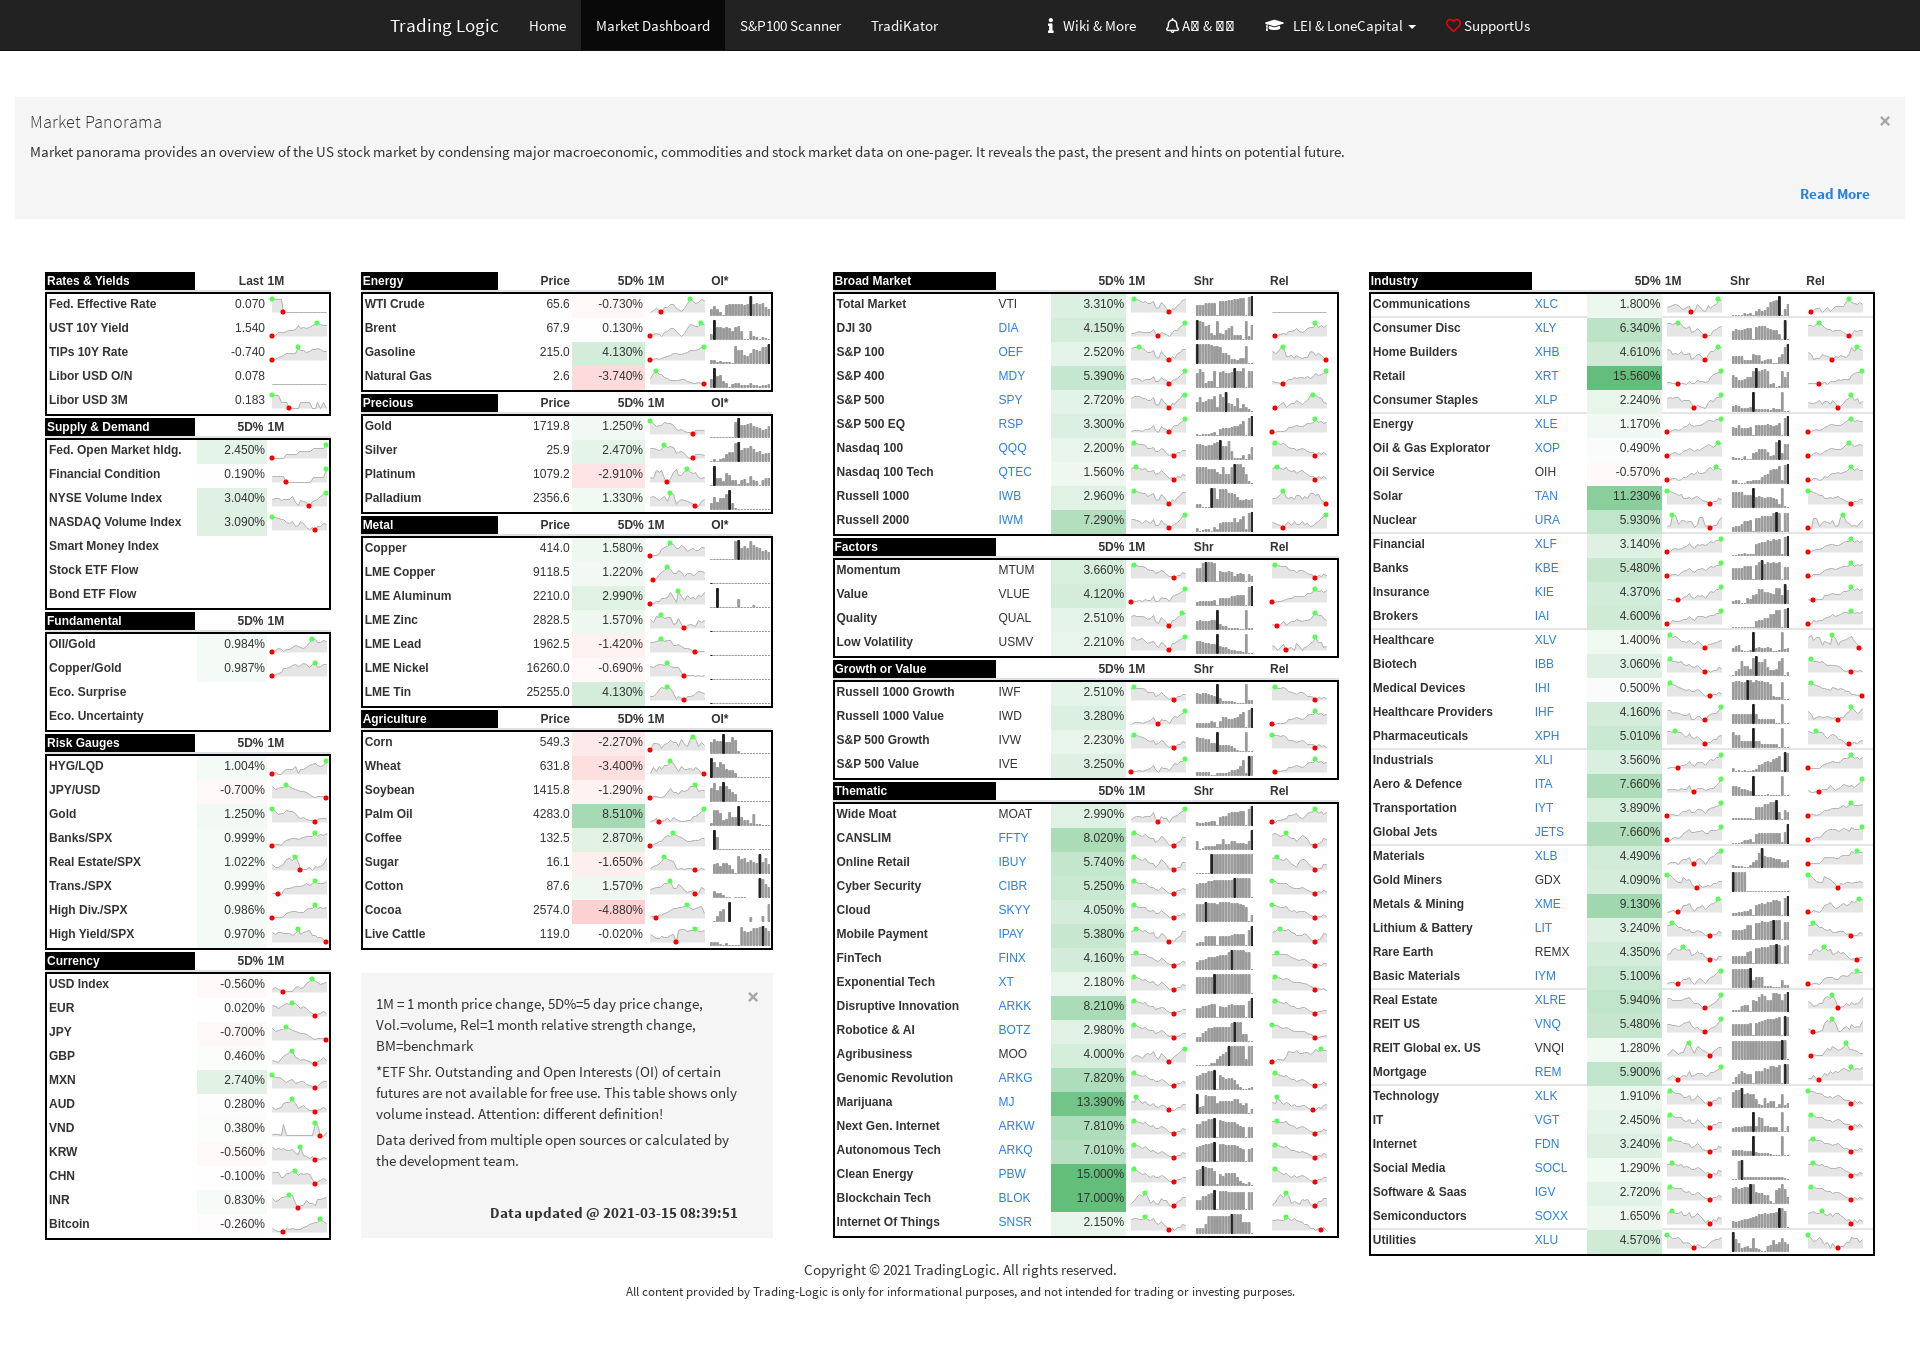 Trading Logic Home Market Dashboard S&P100 Scanner TradiKator Wiki & More A & LEI & LoneCapital SupportUs
Market Panorama
×
Market panorama provides an overview of the US stock market by condensing major macroeconomic, commodities and stock market data on one-pager. It reveals the past, the present and hints on potential future.
Read More
Rates & Yields Last 1M
Fed. Effective Rate 0.070
UST 10Y Yield 1.540
TIPs 10Y Rate -0.740
Libor USD O/N 0.078
Libor USD 3M 0.183
Supply & Demand 5D% 1M
Fed. Open Market hldg. 2.450%
Financial Condition 0.190%
NYSE Volume Index 3.040%
NASDAQ Volume Index 3.090%
Smart Money Index
Stock ETF Flow
Bond ETF Flow
Fundamental 5D% 1M
OIl/Gold 0.984%
Copper/Gold 0.987%
Eco. Surprise
Eco. Uncertainty
Risk Gauges 5D% 1M
HYG/LQD 1.004%
JPY/USD -0.700%
Gold 1.250%
Banks/SPX 0.999%
Real Estate/SPX 1.022%
Trans./SPX 0.999%
High Div./SPX 0.986%
High Yield/SPX 0.970%
Currency 5D% 1M
USD Index -0.560%
EUR 0.020%
JPY -0.700%
GBP 0.460%
MXN 2.740%
AUD 0.280%
VND 0.380%
KRW -0.560%
CHN -0.100%
INR 0.830%
Bitcoin -0.260%
Energy Price 5D% 1M OI*
WTI Crude 65.6 -0.730%
Brent 67.9 0.130%
Gasoline 215.0 4.130%
Natural Gas 2.6 -3.740%
Precious Price 5D% 1M OI*
Gold 1719.8 1.250%
Silver 25.9 2.470%
Platinum 1079.2 -2.910%
Palladium 2356.6 1.330%
Metal Price 5D% 1M OI*
Copper 414.0 1.580%
LME Copper 9118.5 1.220%
LME Aluminum 2210.0 2.990%
LME Zinc 2828.5 1.570%
LME Lead 1962.5 -1.420%
LME Nickel 16260.0 -0.690%
LME Tin 25255.0 4.130%
Agriculture Price 5D% 1M OI*
Corn 549.3 -2.270%
Wheat 631.8 -3.400%
Soybean 1415.8 -1.290%
Palm Oil 4283.0 8.510%
Coffee 132.5 2.870%
Sugar 16.1 -1.650%
Cotton 87.6 1.570%
Cocoa 2574.0 -4.880%
Live Cattle 119.0 -0.020%
×
1M = 1 month price change, 5D%=5 day price change,
Vol.=volume, Rel=1 month relative strength change,
BM=benchmark
*ETF Shr. Outstanding and Open Interests (OI) of certain
futures are not available for free use. This table shows only
volume instead. Attention: different definition!
Data derived from multiple open sources or calculated by
the development team.
Data updated @ 2021-03-15 08:39:51
Broad Market 5D% 1M Shr Rel
Total Market VTI 3.310%
DJI 30 DIA 4.150%
S&P 100 OEF 2.520%
S&P 400 MDY 5.390%
S&P 500 SPY 2.720%
S&P 500 EQ RSP 3.300%
Nasdaq 100 QQQ 2.200%
Nasdaq 100 Tech QTEC 1.560%
Russell 1000 IWB 2.960%
Russell 2000 IWM 7.290%
Factors 5D% 1M Shr Rel
Momentum MTUM 3.660%
Value VLUE 4.120%
Quality QUAL 2.510%
Low Volatility USMV 2.210%
Growth or Value 5D% 1M Shr Rel
Russell 1000 Growth IWF 2.510%
Russell 1000 Value IWD 3.280%
S&P 500 Growth IVW 2.230%
S&P 500 Value IVE 3.250%
Thematic 5D% 1M Shr Rel
Wide Moat MOAT 2.990%
CANSLIM FFTY 8.020%
Online Retail IBUY 5.740%
Cyber Security CIBR 5.250%
Cloud SKYY 4.050%
Mobile Payment IPAY 5.380%
FinTech FINX 4.160%
Exponential Tech XT 2.180%
Disruptive Innovation ARKK 8.210%
Robotice & AI BOTZ 2.980%
Agribusiness MOO 4.000%
Genomic Revolution ARKG 7.820%
Marijuana MJ 13.390%
Next Gen. Internet ARKW 7.810%
Autonomous Tech ARKQ 7.010%
Clean Energy PBW 15.000%
Blockchain Tech BLOK 17.000%
Internet Of Things SNSR 2.150%
Industry 5D% 1M Shr Rel
Communications XLC 1.800%
Consumer Disc XLY 6.340%
Home Builders XHB 4.610%
Retail XRT 15.560%
Consumer Staples XLP 2.240%
Energy XLE 1.170%
Oil & Gas Explorator XOP 0.490%
Oil Service OIH -0.570%
Solar TAN 11.230%
Nuclear URA 5.930%
Financial XLF 3.140%
Banks KBE 5.480%
Insurance KIE 4.370%
Brokers IAI 4.600%
Healthcare XLV 1.400%
Biotech IBB 3.060%
Medical Devices IHI 0.500%
Healthcare Providers IHF 4.160%
Pharmaceuticals XPH 5.010%
Industrials XLI 3.560%
Aero & Defence ITA 7.660%
Transportation IYT 3.890%
Global Jets JETS 7.660%
Materials XLB 4.490%
Gold Miners GDX 4.090%
Metals & Mining XME 9.130%
Lithium & Battery LIT 3.240%
Rare Earth REMX 4.350%
Basic Materials IYM 5.100%
Real Estate XLRE 5.940%
REIT US VNQ 5.480%
REIT Global ex. US VNQI 1.280%
Mortgage REM 5.900%
Technology XLK 1.910%
IT VGT 2.450%
Internet FDN 3.240%
Social Media SOCL 1.290%
Software & Saas IGV 2.720%
Semiconductors SOXX 1.650%
Utilities XLU 4.570%
Copyright © 2021 TradingLogic. All rights reserved.
All content provided by Trading-Logic is only for informational purposes, and not intended for trading or investing purposes.